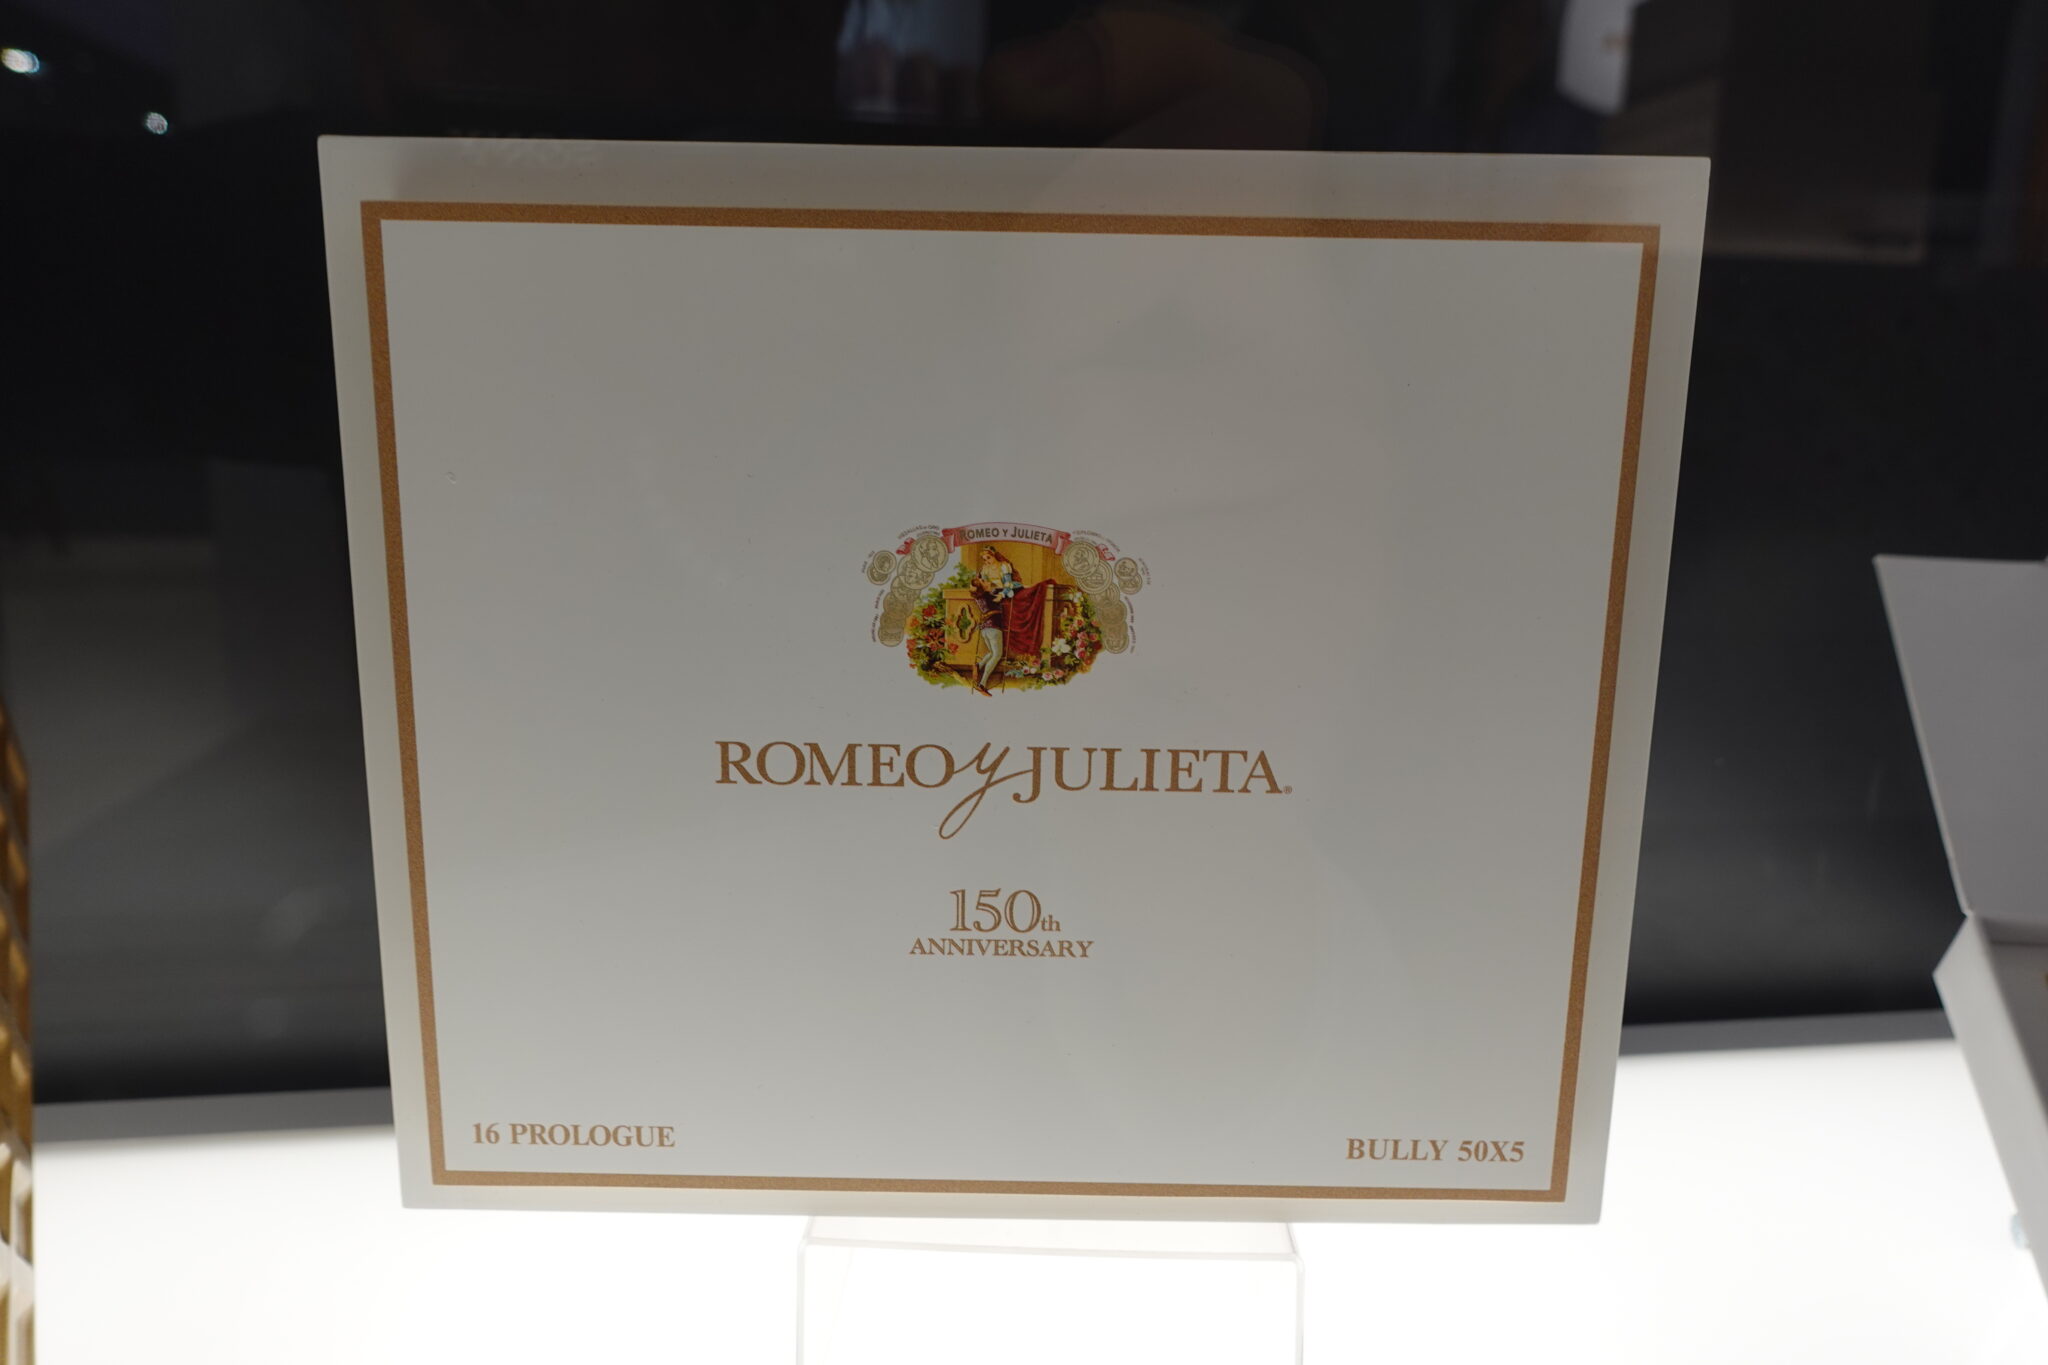 ROMEO Y JULIETA
ROMEO y JULIETA®
150th
ANNIVERSARY
16 PROLOGUE
BULLY 50X5